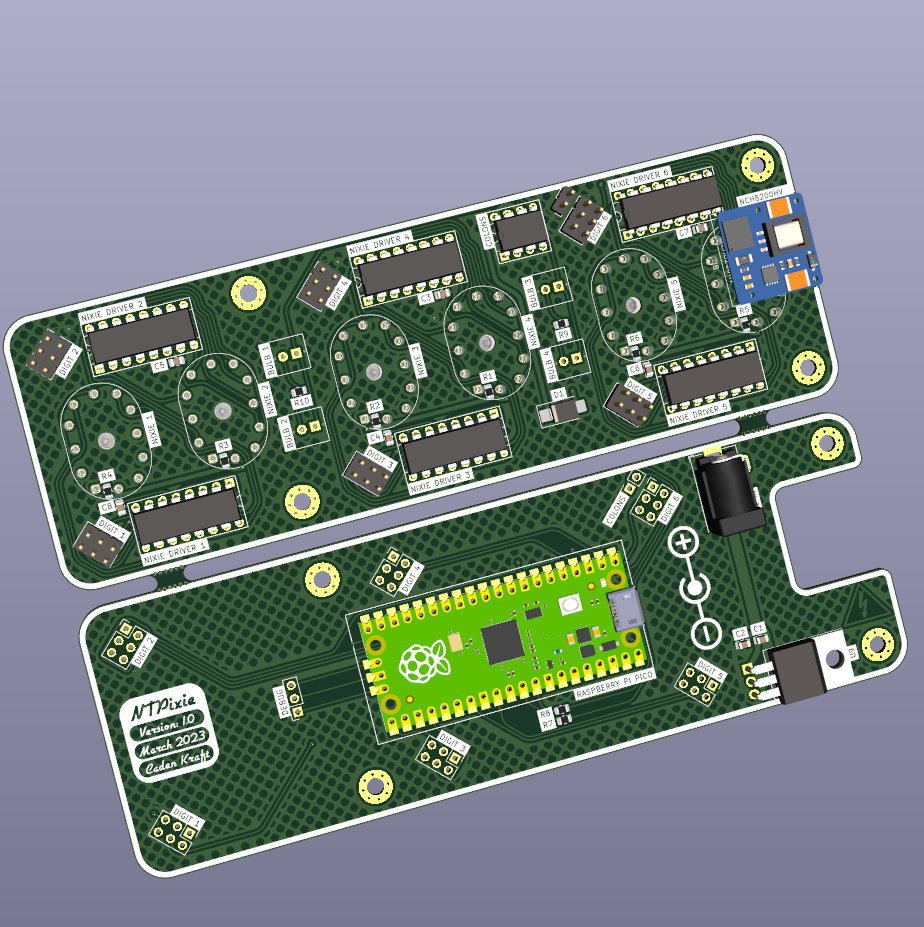 NIXIE DRIVER 6
NCH8200HV
COLONS
DIGIT 6
C7
NIXIE DRIVER 4
DIGIT 4
C3
BULB 3
NIXIE 5
R5
NIXIE DRIVER 2
DIGIT 2
C5
BULB 1
NIXIE 3
NIXIE 4
R9
BULB 4
R6
C6
R10
NIXIE 2
R1
D1
DIGIT 5
NIXIE DRIVER 5
NIXIE 1
BULB 2
R2
C4
R3
DIGIT 3
NIXIE DRIVER 3
R4
C8
DIGIT 1
NIXIE DRIVER 1
COLONS
DIGIT 6
DIGIT 4
DIGIT 2
C2
C1
U9
DIGIT 5
RASPBERRY PI PICO
DEBUG
R8
R7
DIGIT 3
NTPixie
Version: 1.0
March 2023
Caden Kraft
DIGIT 1